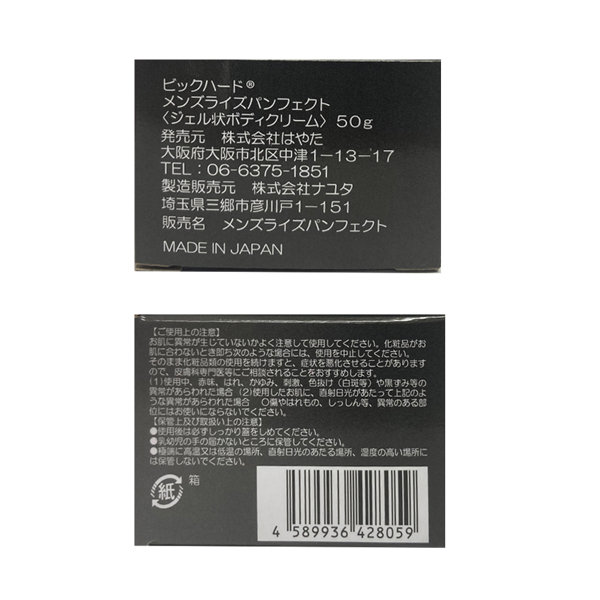 ビックハード®
メンズライズパンフェクト
〈ジェル状ボディクリーム〉50g
発売元 株式会社はやた
大阪府大阪市北区中津1-13-17
TEL：06-6375-1851
製造販売元 株式会社ナユタ
埼玉県三郷市彦川戸1-151
販売名 メンズライズパンフェクト
MADE IN JAPAN
【ご使用上の注意】
お肌に異常が生じていないかよく注意して使用してください。化粧品がお
肌に合わないとき即ち次のような場合には、使用を中止してください。
そのまま化粧品類の使用を続けますと、症状を悪化させることがあります
ので、皮膚科専門医等にご相談されることをおすすめします。
(1)使用中、赤味、はれ、かゆみ、刺激、色抜け(白斑等)や黒ずみ等の
異常があらわれた場合 (2)使用したお肌に、直射日光があたって上記のよ
うな異常があらわれた場合 〇傷やはれもの、しっしん等、異常のある部
位にはお使いにならないでください。
【保管上及び取扱い上の注意】
●使用後は必ずしっかり蓋をしめてください。
●乳幼児の手の届かないところに保管してください。
●極端に高温又は低温の場所、直射日光のあたる場所、湿度の高い場所に
は保管しないでください。
紙 箱
4 589936 428059